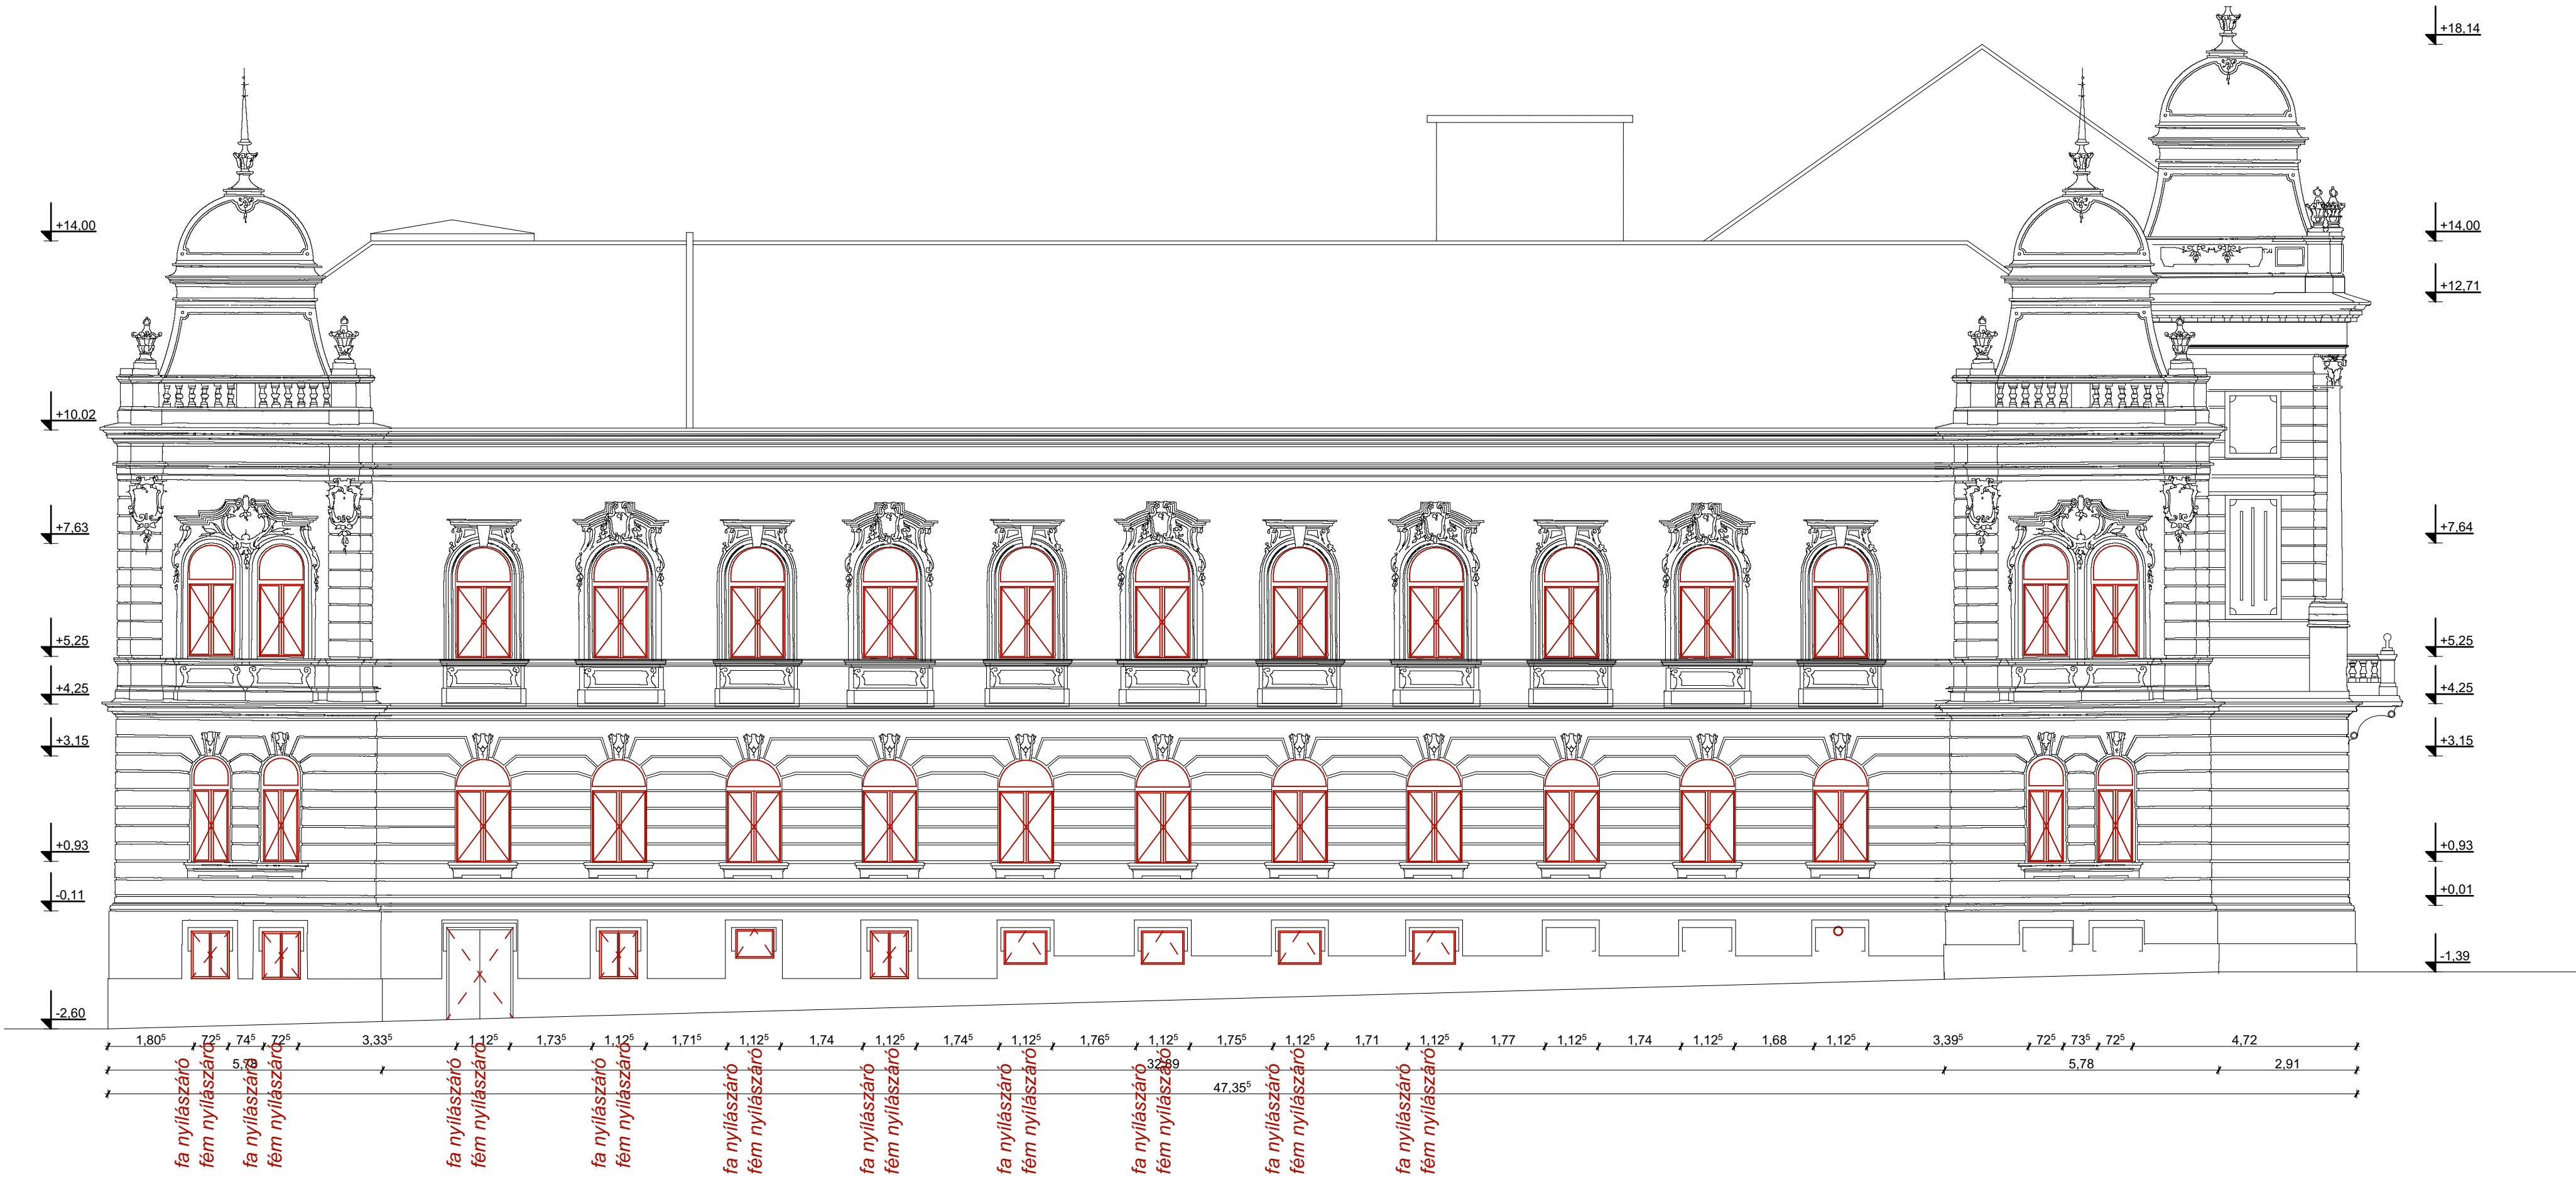 +18,14
+14,00
+14,00
+12,71
+10,02
+7,63
+7,64
+5,25
+5,25
+4,25
+4,25
+3,15
+3,15
+0,93
+0,93
-0,11
+0,01
-1,39
-2,60
1,80⁵ 72⁵ 74⁵ 72⁵ 3,33⁵ 1,12⁵ 1,73⁵ 1,12⁵ 1,71⁵ 1,12⁵ 1,74 1,12⁵ 1,74⁵ 1,12⁵ 1,76⁵ 1,12⁵ 1,75⁵ 1,12⁵ 1,71 1,12⁵ 1,77 1,12⁵ 1,74 1,12⁵ 1,68 1,12⁵ 3,39⁵ 72⁵ 73⁵ 72⁵ 4,72
5,78 32,89 5,78 2,91
47,35⁵
fa nyílászáró
fém nyílászáró
fa nyílászáró
fém nyílászáró
fa nyílászáró
fém nyílászáró
fa nyílászáró
fém nyílászáró
fa nyílászáró
fém nyílászáró
fa nyílászáró
fém nyílászáró
fa nyílászáró
fém nyílászáró
fa nyílászáró
fém nyílászáró
fa nyílászáró
fém nyílászáró
fa nyílászáró
fém nyílászáró